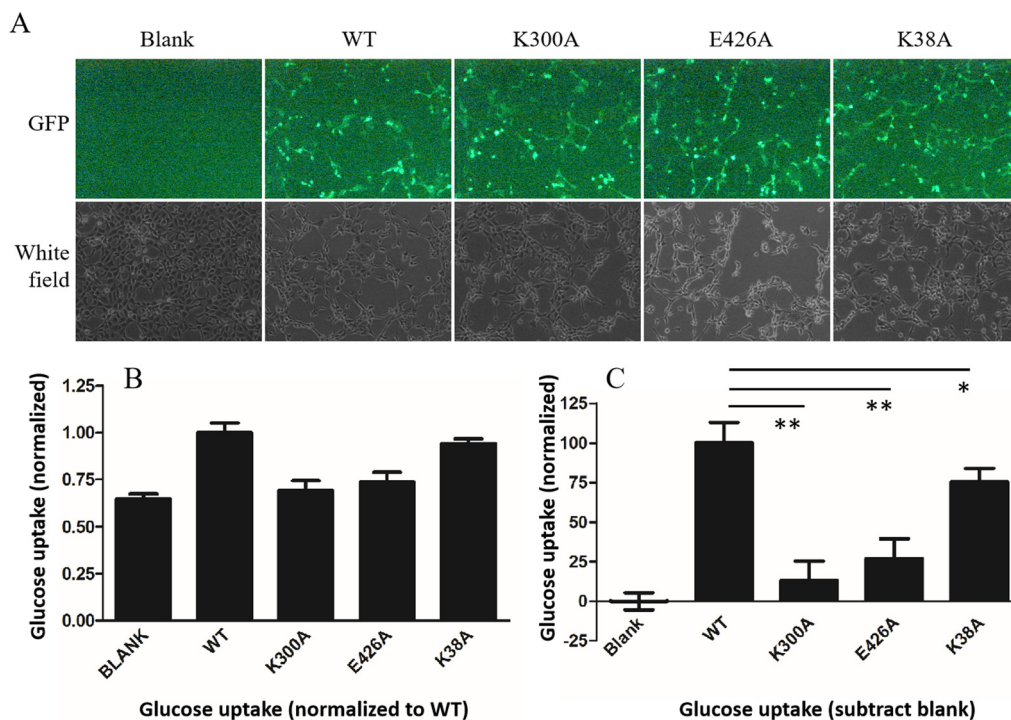 A
Blank WT K300A E426A K38A
GFP
White
field
B
Glucose uptake (normalized)
1.25
1.00
0.75
0.50
0.25
0.00
BLANK WT K300A E426A K38A
Glucose uptake (normalized to WT)
C
Glucose uptake (normalized)
125
100
75
50
25
0
-25
** ** *
Blank WT K300A E426A K38A
Glucose uptake (subtract blank)